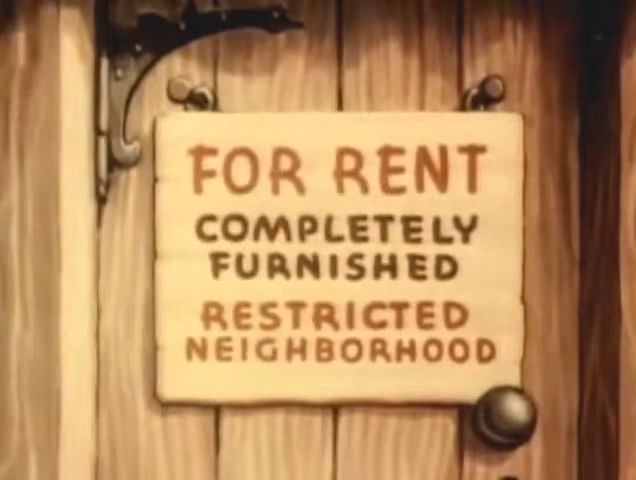 FOR RENT
COMPLETELY
FURNISHED
RESTRICTED
NEIGHBORHOOD